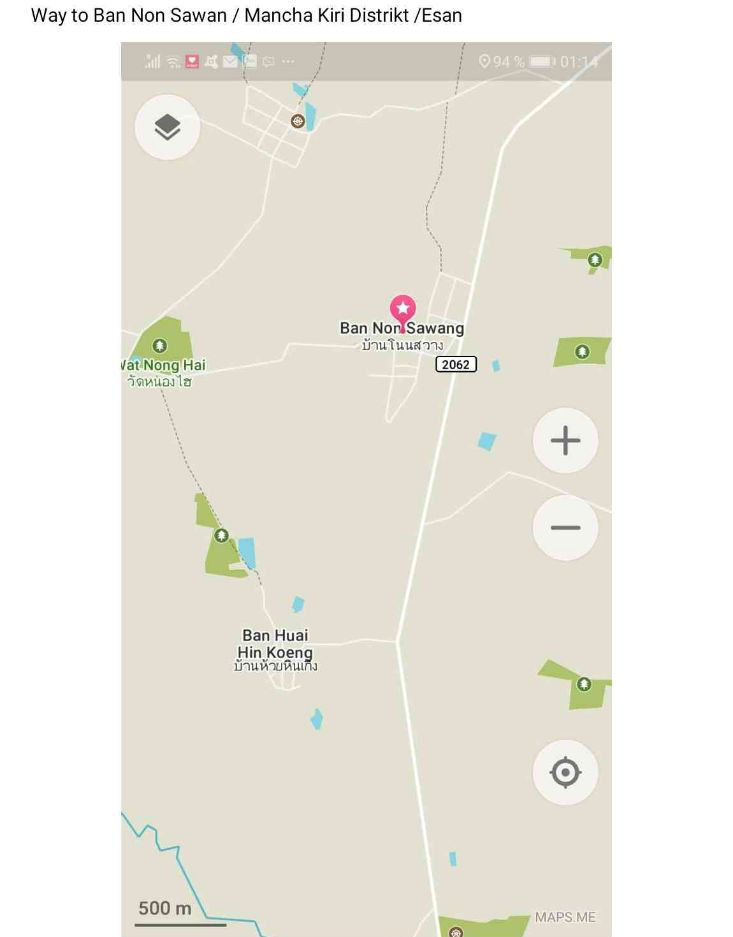 Way to Ban Non Sawan / Mancha Kiri Distrikt /Esan
94 % 01:14
Ban Non Sawang
บ้านโนนสวาง
2062
Wat Nong Hai
วัดหนองไฮ
Ban Huai
Hin Koeng
บ้านห้วยหินเกิ้ง
500 m
MAPS.ME